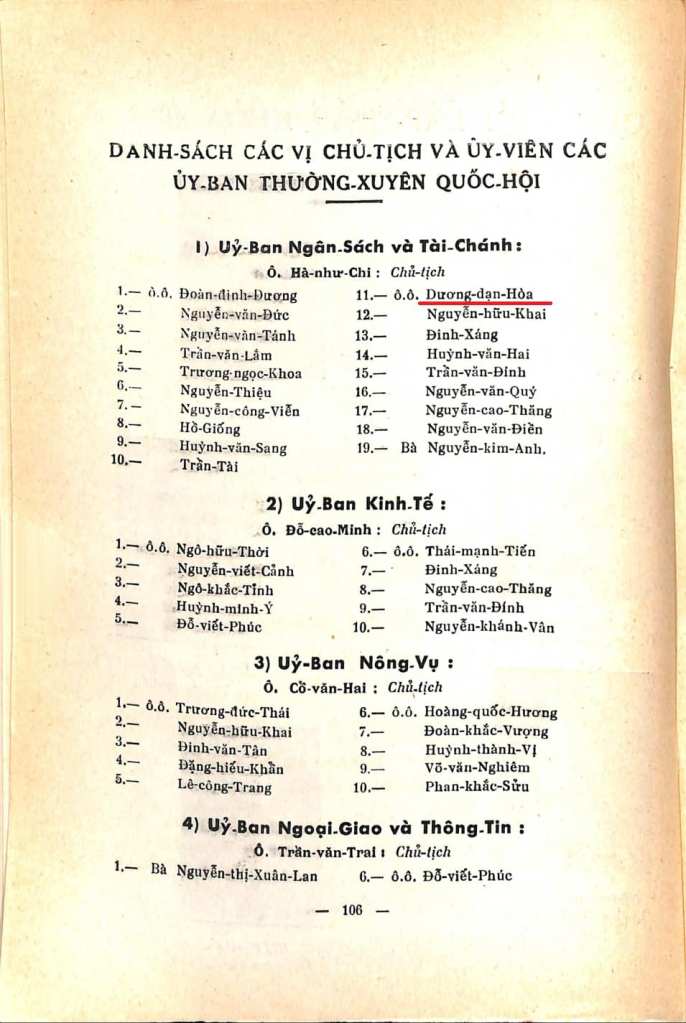 DANH-SÁCH CÁC VỊ CHỦ-TỊCH VÀ ỦY-VIÊN CÁC
ỦY-BAN THƯỜNG-XUYÊN QUỐC-HỘI
1) Uỷ-Ban Ngân-Sách và Tài-Chánh :
Ô. Hà-như-Chi : Chủ-tịch
1.— ô.ô. Đoàn-đình-Dương
2.— Nguyễn-văn-Đức
3.— Nguyễn-văn-Tánh
4.— Trần-văn-Lắm
5.— Trương-ngọc-Khoa
6.— Nguyễn-Thiệu
7.— Nguyễn-công-Viễn
8.— Hồ-Giống
9.— Huỳnh-văn-Sang
10.— Trần-Tài
11.— ô.ô. Dương-dạn-Hòa
12.— Nguyễn-hữu-Khai
13.— Đinh-Xáng
14.— Huỳnh-văn-Hai
15.— Trần-văn-Đính
16.— Nguyễn-văn-Quý
17.— Nguyễn-cao-Thăng
18.— Nguyễn-văn-Điền
19.— Bà Nguyễn-kim-Anh.
2) Uỷ-Ban Kinh-Tế :
Ô. Đỗ-cao-Minh : Chủ-tịch
1.— ô.ô. Ngô-hữu-Thời
2.— Nguyễn-viết-Cảnh
3.— Ngô-khắc-Tỉnh
4.— Huỳnh-minh-Ý
5.— Đỗ-viết-Phúc
6.— ô.ô. Thái-mạnh-Tiến
7.— Đinh-Xáng
8.— Nguyễn-cao-Thăng
9.— Trần-văn-Đính
10.— Nguyễn-khánh-Vân
3) Uỷ-Ban Nông-Vụ :
Ô. Cồ-văn-Hai : Chủ-tịch
1.— ô.ô. Trương-đức-Thái
2.— Nguyễn-hữu-Khai
3.— Đinh-văn-Tân
4.— Đặng-hiếu-Khẩn
5.— Lê-công-Trang
6.— ô.ô. Hoàng-quốc-Hương
7.— Đoàn-khắc-Vượng
8.— Huỳnh-thành-Vị
9.— Võ-văn-Nghiêm
10.— Phan-khắc-Sửu
4) Uỷ-Ban Ngoại-Giao và Thông-Tin :
Ô. Trần-văn-Trai : Chủ-tịch
1.— Bà Nguyễn-thị-Xuân-Lan
6.— ô.ô. Đỗ-viết-Phúc
— 106 —